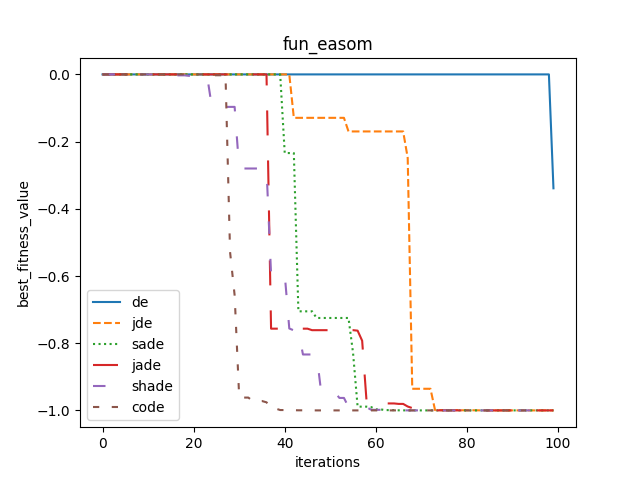 fun_easom
best_fitness_value
0.0
−0.2
−0.4
−0.6
−0.8
−1.0
de
jde
sade
jade
shade
code
0 20 40 60 80 100
iterations